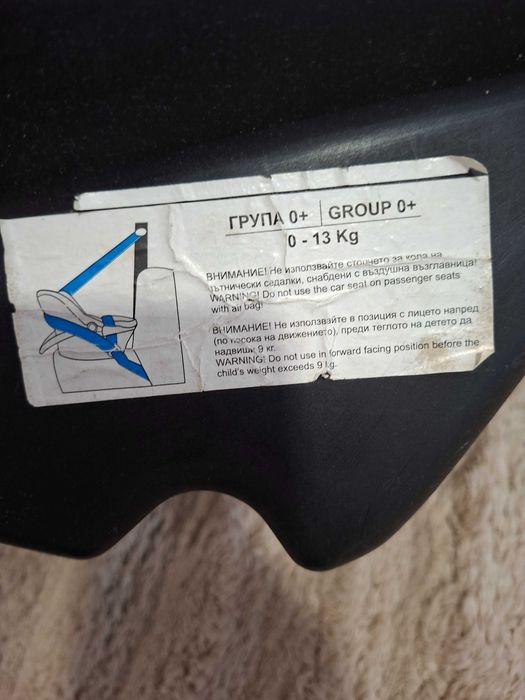 ГРУПА 0+ | GROUP 0+
0 - 13 Kg
ВНИМАНИЕ! Не използвайте столчето за кола на
пътнически седалки, снабдени с въздушна възглавница!
WARNING! Do not use the car seat on passenger seats
with air bag!
ВНИМАНИЕ! Не използвайте в позиция с лицето напред
(по посока на движението), преди теглото на детето да
надвиши 9 кг.
WARNING! Do not use in forward facing position before the
child's weight exceeds 9 kg.